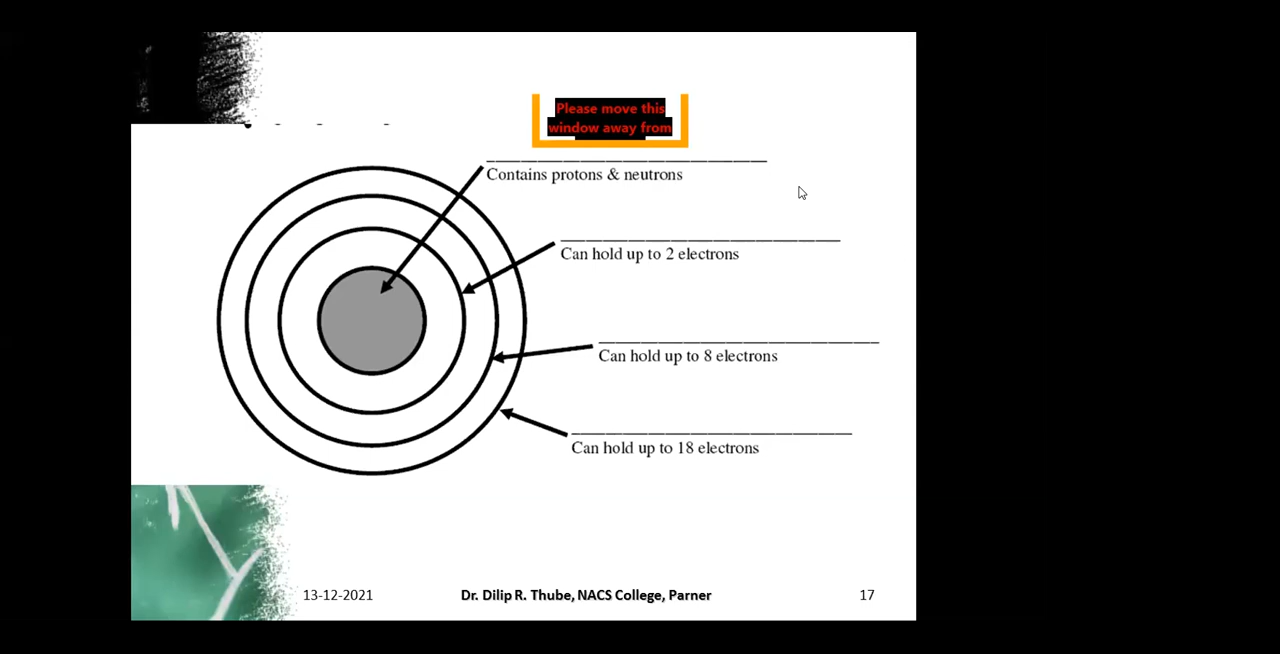 Please move this
window away from
Contains protons & neutrons
Can hold up to 2 electrons
Can hold up to 8 electrons
Can hold up to 18 electrons
13-12-2021 Dr. Dilip R. Thube, NACS College, Parner 17